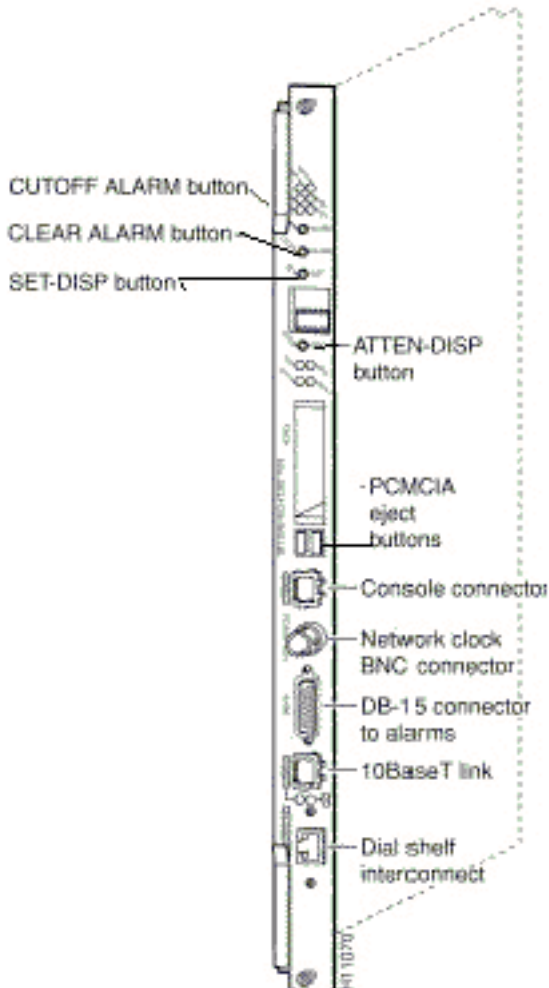 CUTOFF ALARM button
CLEAR ALARM button
SET-DISP button
ATTEN-DISP
button
PCMCIA
eject
buttons
Console connector
Network clock
BNC connector
DB-15 connector
to alarms
10BaseT link
Dial shelf
interconnect
H11070